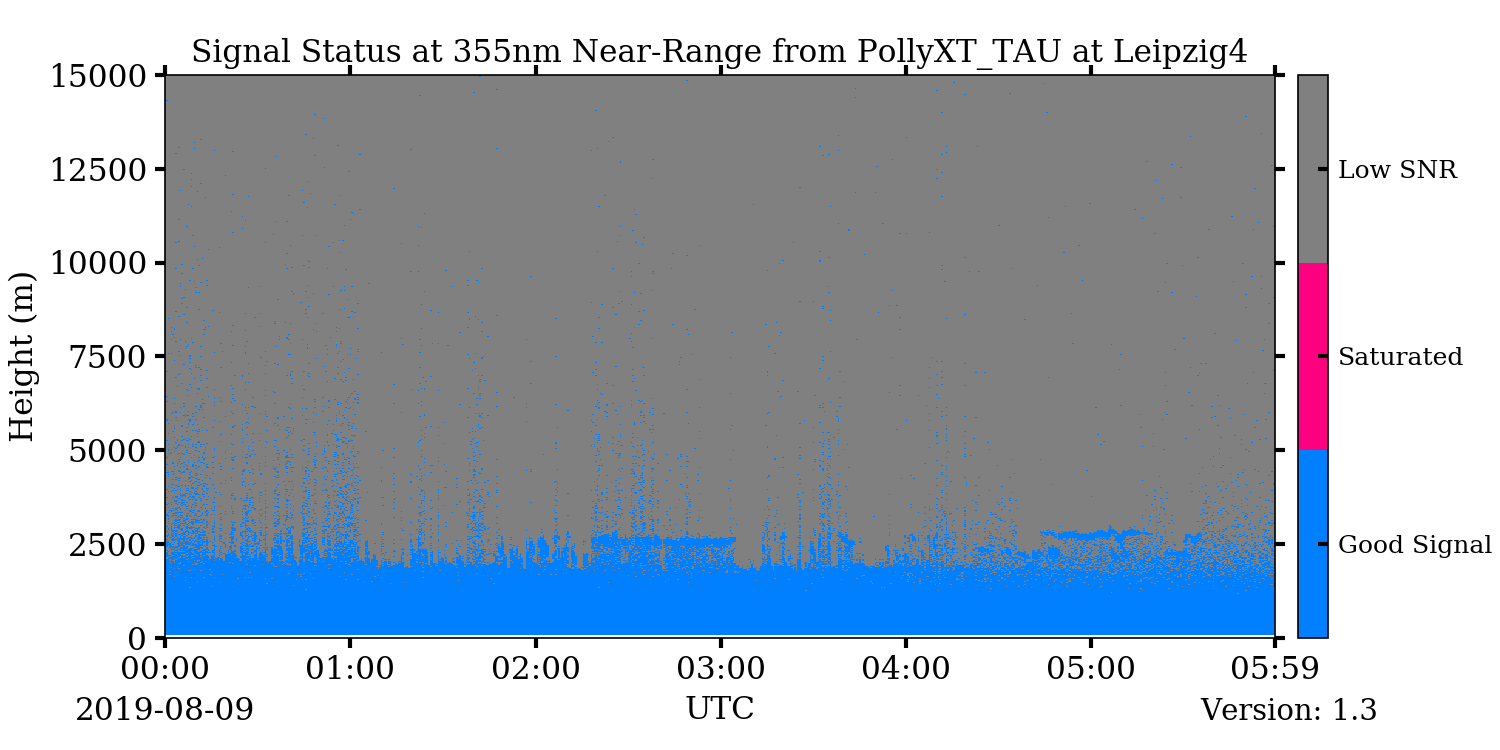 Signal Status at 355nm Near-Range from PollyXT_TAU at Leipzig4
15000
12500
10000
7500
5000
2500
0
Height (m)
00:00
01:00
02:00
03:00
04:00
05:00
05:59
2019-08-09
UTC
Version: 1.3
Low SNR
Saturated
Good Signal